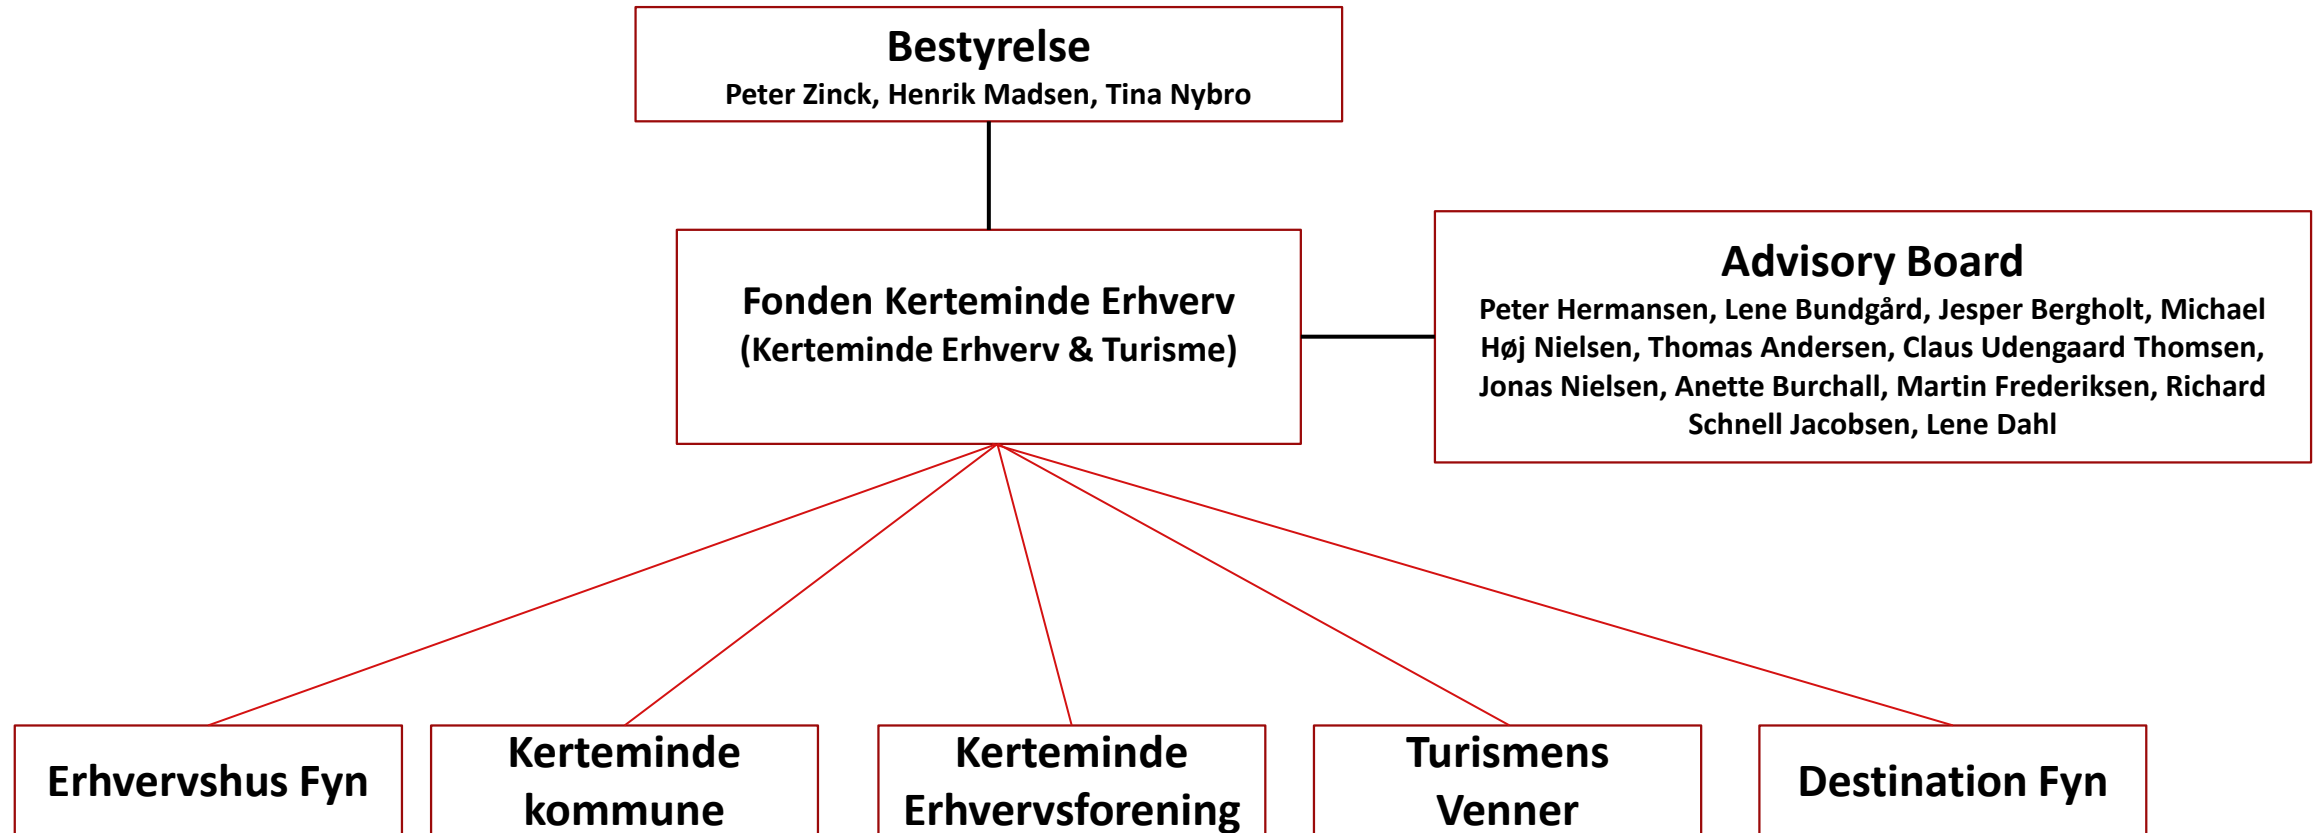 Bestyrelse
Peter Zinck, Henrik Madsen, Tina Nybro
Fonden Kerteminde Erhverv
(Kerteminde Erhverv & Turisme)
Advisory Board
Peter Hermansen, Lene Bundgård, Jesper Bergholt, Michael
Høj Nielsen, Thomas Andersen, Claus Udengaard Thomsen,
Jonas Nielsen, Anette Burchall, Martin Frederiksen, Richard
Schnell Jacobsen, Lene Dahl
Erhvervshus Fyn
Kerteminde
kommune
Kerteminde
Erhvervsforening
Turismens
Venner
Destination Fyn